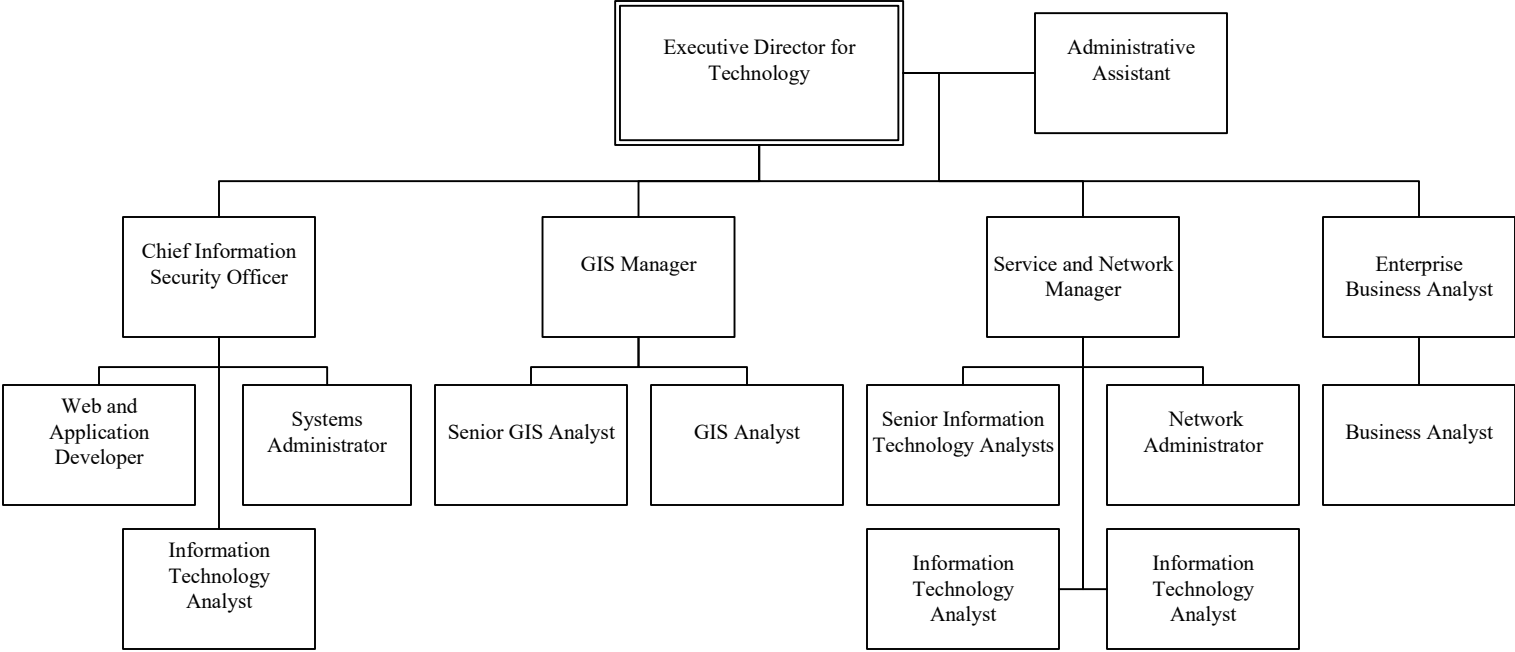 Executive Director for
Technology
Administrative
Assistant
Chief Information
Security Officer
GIS Manager
Service and Network
Manager
Enterprise
Business Analyst
Web and
Application
Developer
Systems
Administrator
Senior GIS Analyst
GIS Analyst
Senior Information
Technology Analysts
Network
Administrator
Business Analyst
Information
Technology
Analyst
Information
Technology
Analyst
Information
Technology
Analyst